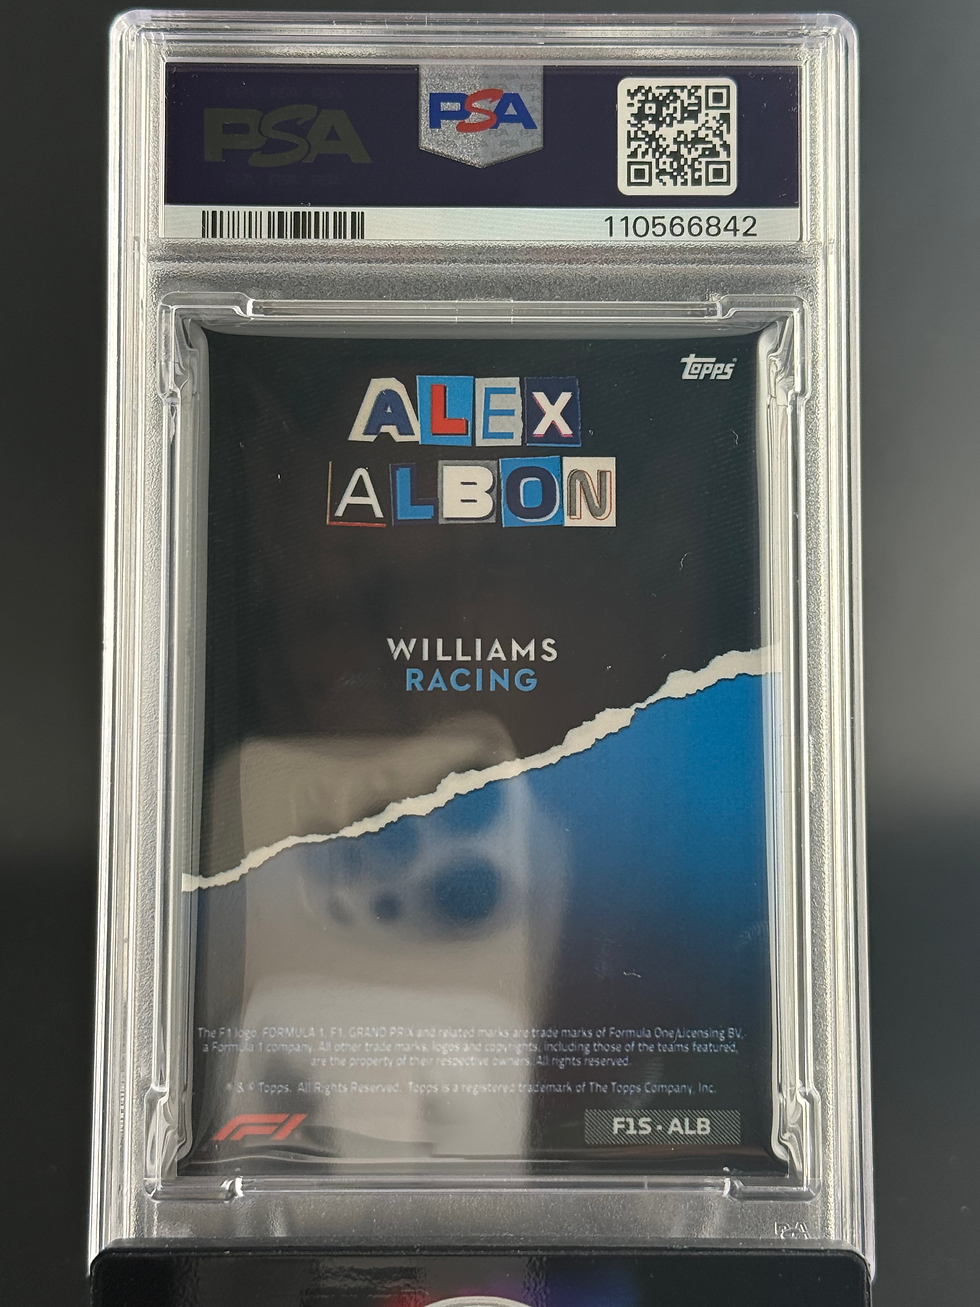 PSA
PSA
110566842
topps
ALEX
ALBON
WILLIAMS
RACING
The F1 logo, FORMULA 1, F1, GRAND PRIX and related marks are trade marks of Formula One Licensing BV,
a Formula 1 company. All other trade marks, logos and copyrights, including those of the teams featured,
are the property of their respective owners. All rights reserved.
® & © Topps. All Rights Reserved. Topps is a registered trademark of The Topps Company, Inc.
F1
F1S • ALB